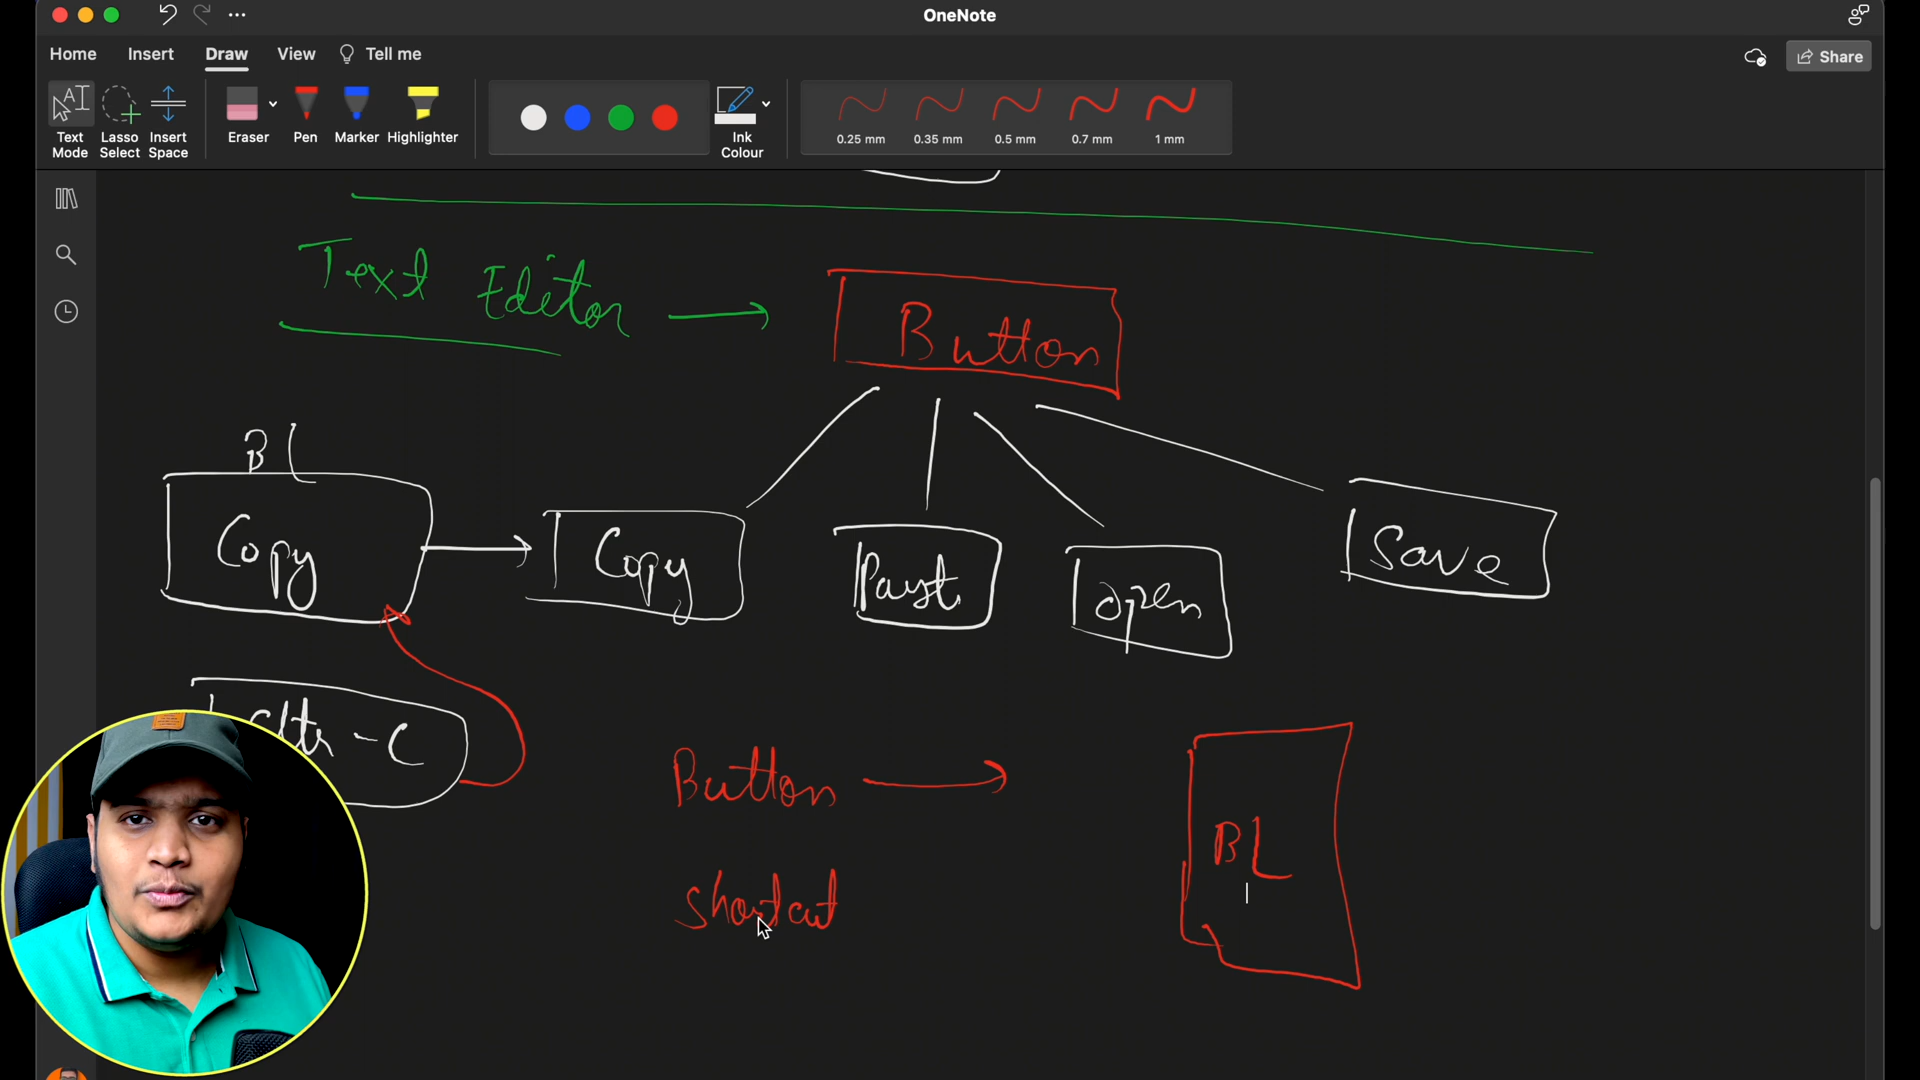 OneNote
Home Insert Draw View Tell me
Share
Text Mode
Lasso Select
Insert Space
Eraser
Pen
Marker
Highlighter
Ink Colour
0.25 mm
0.35 mm
0.5 mm
0.7 mm
1 mm
Text Editor
Button
BL
Copy
Copy
Past
open
Save
- C
Button
Shortcut
BL